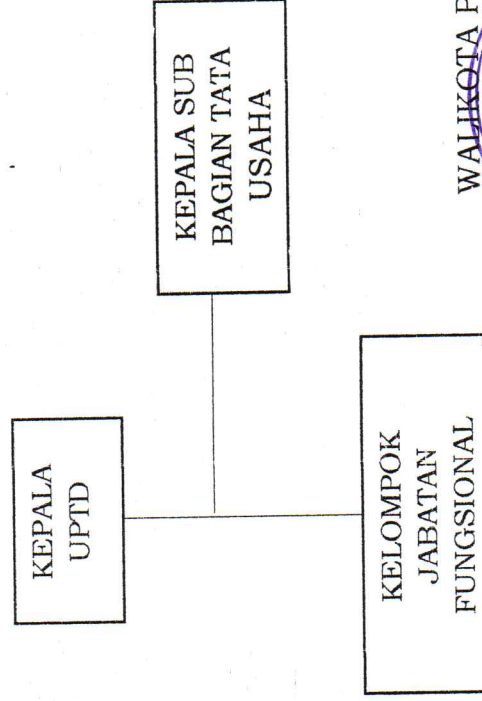 KEPALA
UPTD
KEPALA SUB
BAGIAN TATA
USAHA
KELOMPOK
JABATAN
FUNGSIONAL
WALIKOTA P